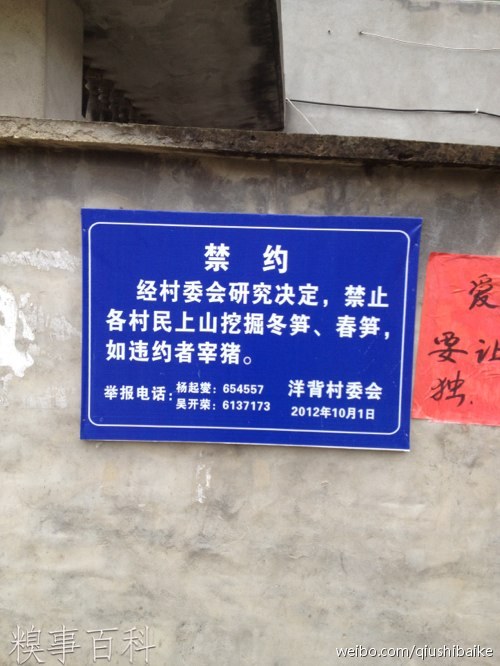 禁 约
经村委会研究决定，禁止
各村民上山挖掘冬笋、春笋，
如违约者宰猪。
举报电话：
杨起蓥：654557
吴开荣：6137173
洋背村委会
2012年10月1日
爱
要让
独.
糗事百科
weibo.com/qiushibaike